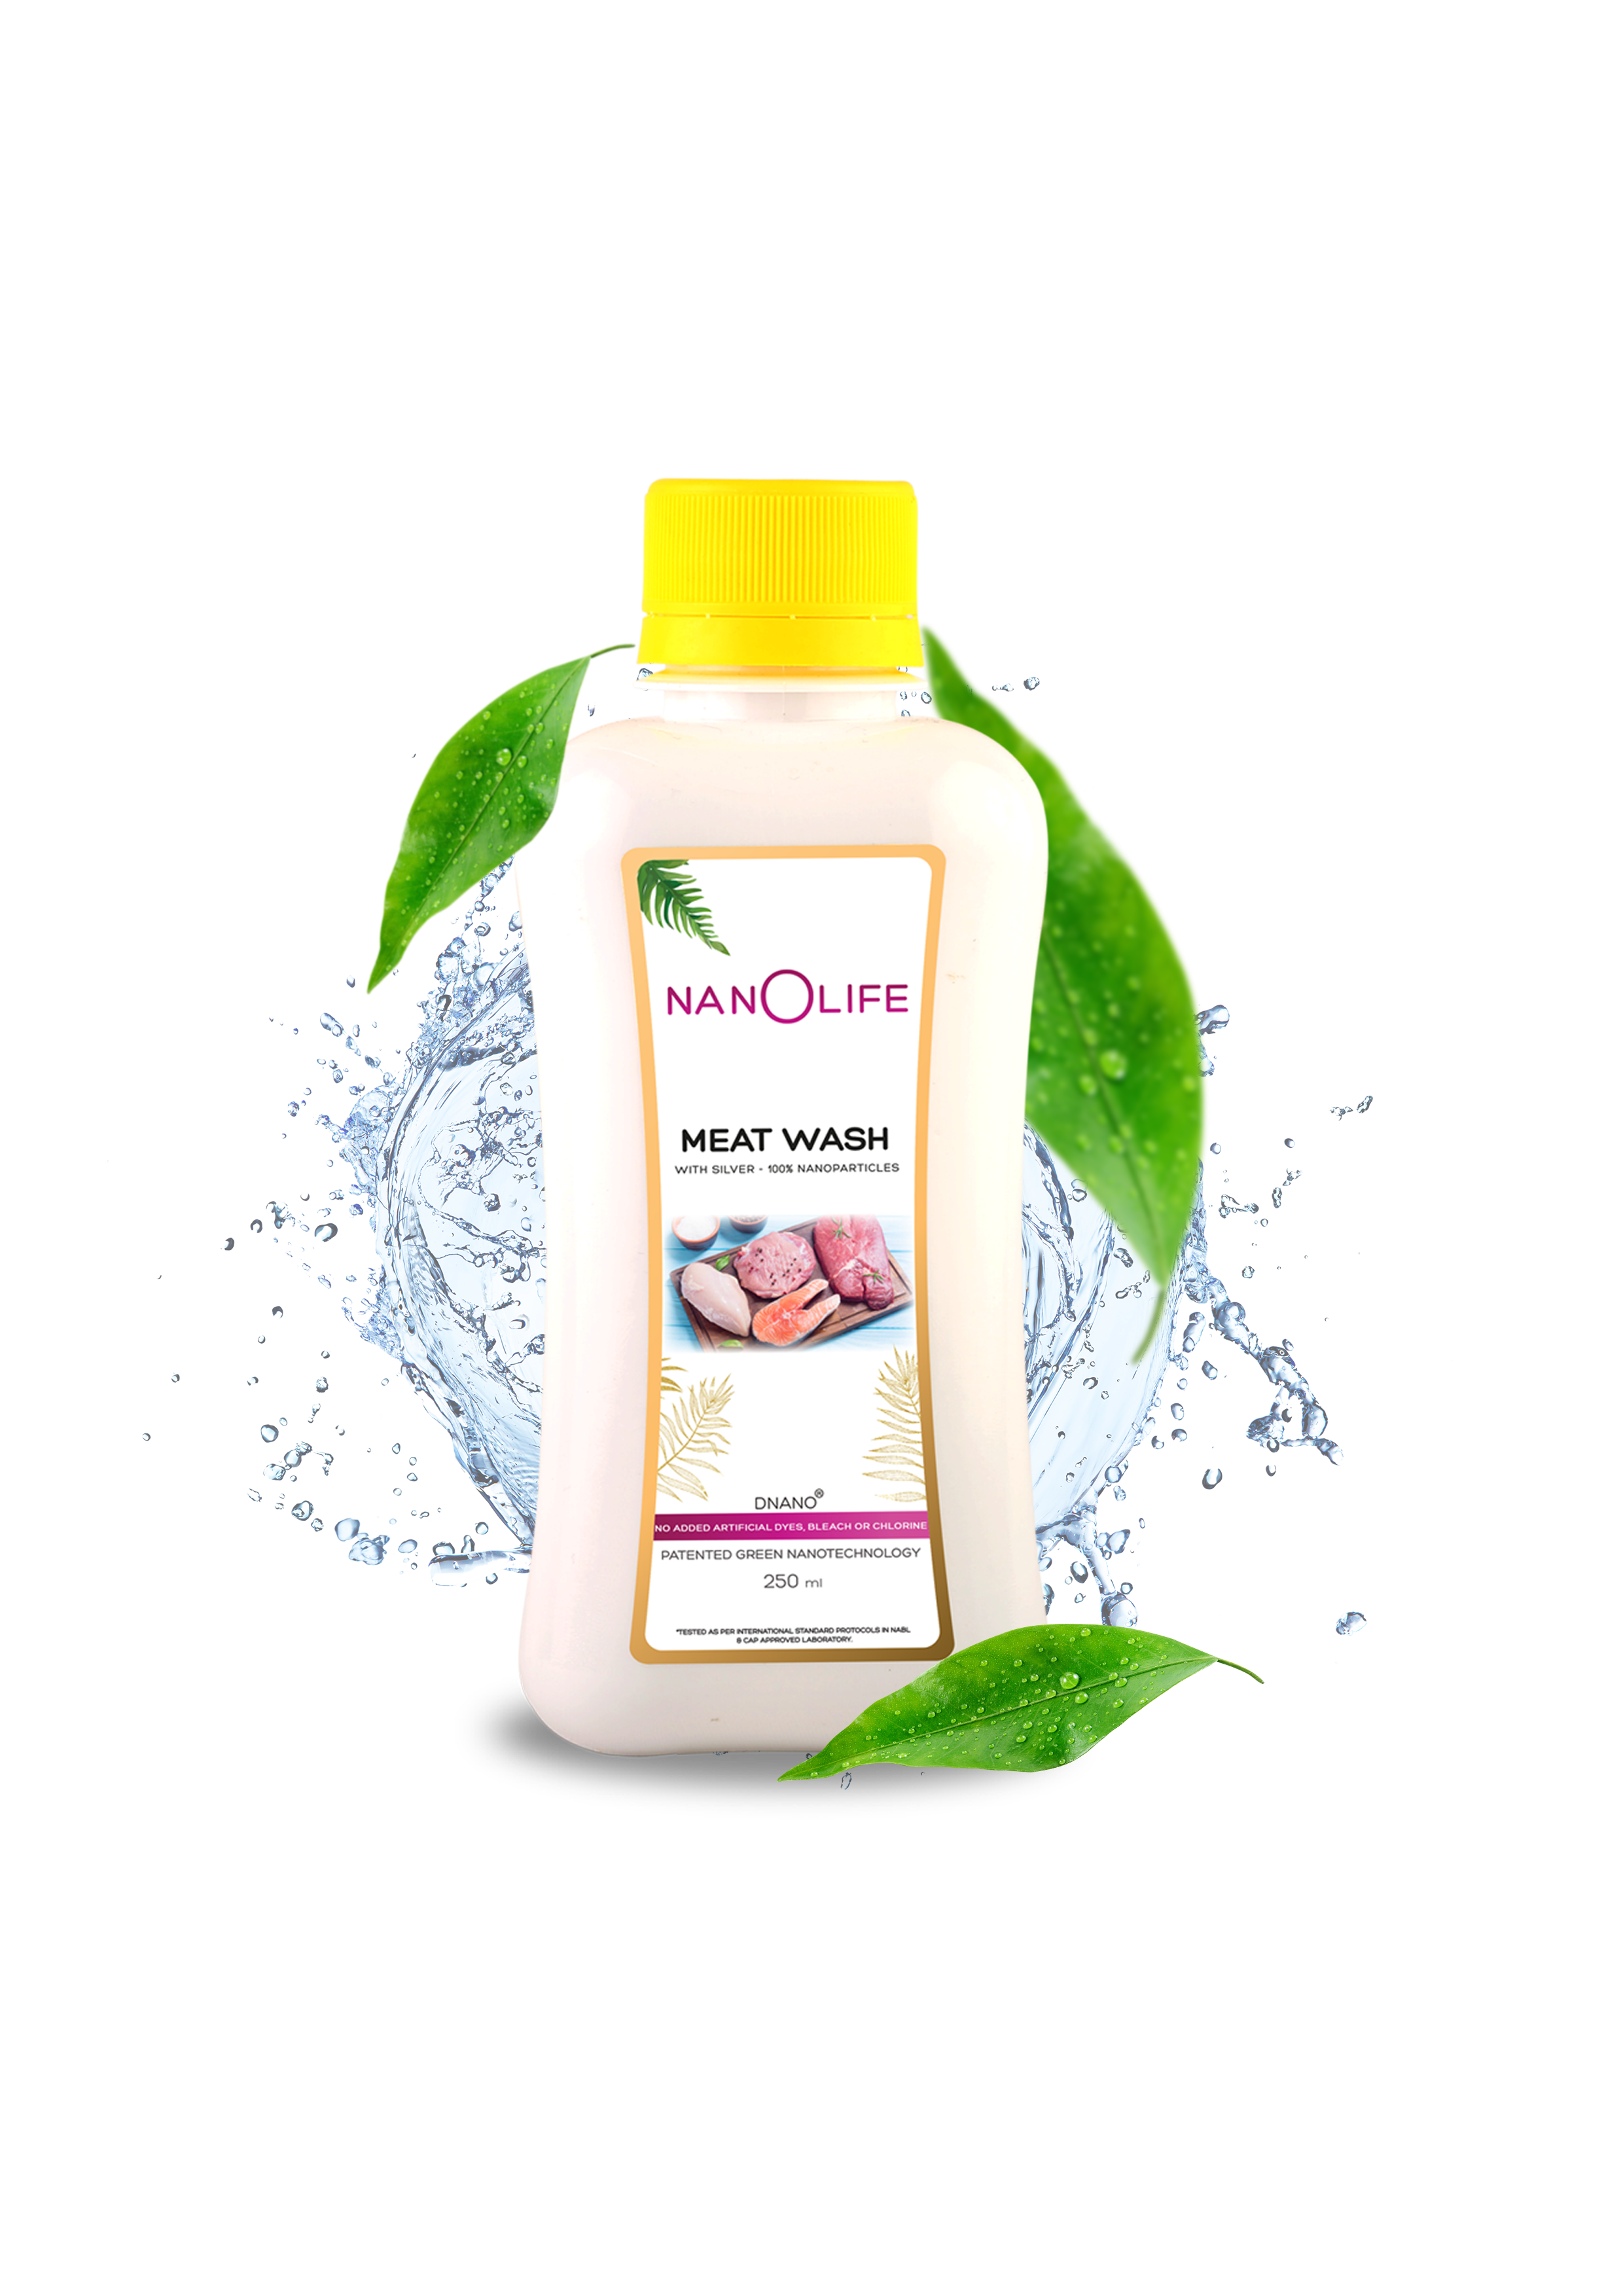 NANOLIFE
MEAT WASH
WITH SILVER - 100% NANOPARTICLES
DNANO®
NO ADDED ARTIFICIAL DYES, BLEACH OR CHLORINE
PATENTED GREEN NANOTECHNOLOGY
250 ml
*TESTED AS PER INTERNATIONAL STANDARD PROTOCOLS IN NABL
& CAP APPROVED LABORATORY.